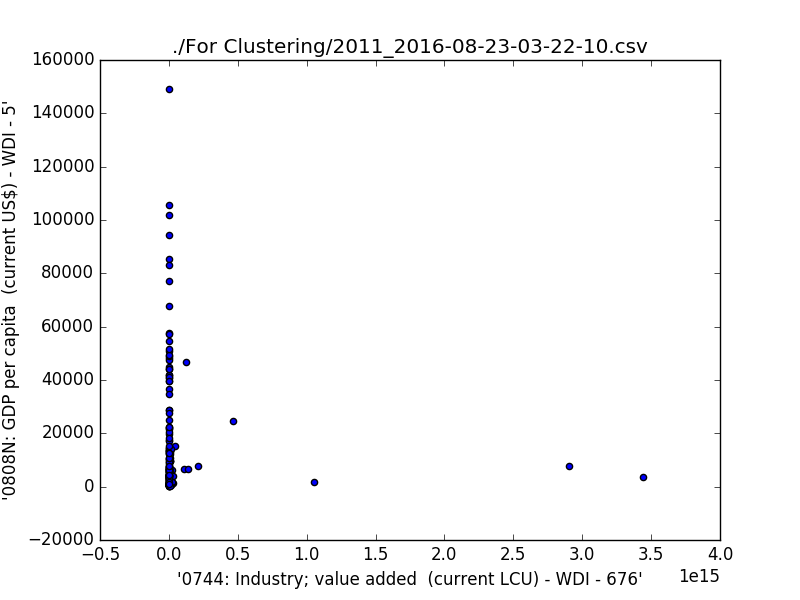 ./For Clustering/2011_2016-08-23-03-22-10.csv
160000
140000
120000
100000
80000
60000
40000
20000
0
−20000
'0808N: GDP per capita  (current US$) - WDI - 5'
−0.5 0.0 0.5 1.0 1.5 2.0 2.5 3.0 3.5 4.0
1e15
'0744: Industry; value added  (current LCU) - WDI - 676'